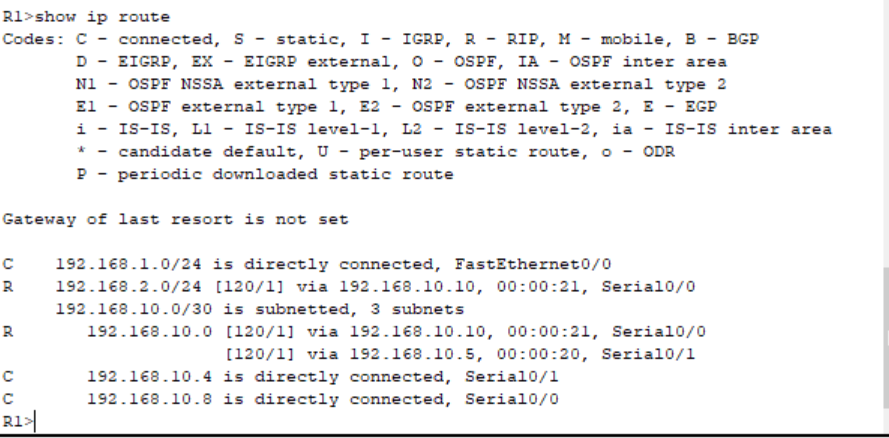 R1>show ip route
Codes: C - connected, S - static, I - IGRP, R - RIP, M - mobile, B - BGP
D - EIGRP, EX - EIGRP external, O - OSPF, IA - OSPF inter area
N1 - OSPF NSSA external type 1, N2 - OSPF NSSA external type 2
E1 - OSPF external type 1, E2 - OSPF external type 2, E - EGP
i - IS-IS, L1 - IS-IS level-1, L2 - IS-IS level-2, ia - IS-IS inter area
* - candidate default, U - per-user static route, o - ODR
P - periodic downloaded static route
Gateway of last resort is not set
C 192.168.1.0/24 is directly connected, FastEthernet0/0
R 192.168.2.0/24 [120/1] via 192.168.10.10, 00:00:21, Serial0/0
192.168.10.0/30 is subnetted, 3 subnets
R 192.168.10.0 [120/1] via 192.168.10.10, 00:00:21, Serial0/0
[120/1] via 192.168.10.5, 00:00:20, Serial0/1
C 192.168.10.4 is directly connected, Serial0/1
C 192.168.10.8 is directly connected, Serial0/0
R1>